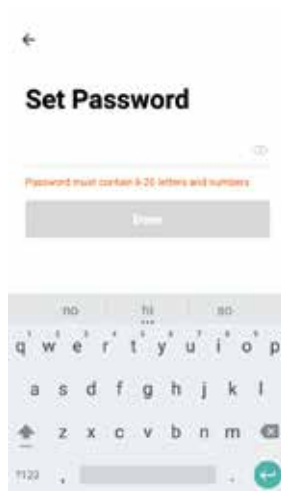 Set Password
Password must contain 6-20 letters and numbers
Done
no hi so
q w e r t y u i o p
a s d f g h j k l
z x c v b n m
?123 , .